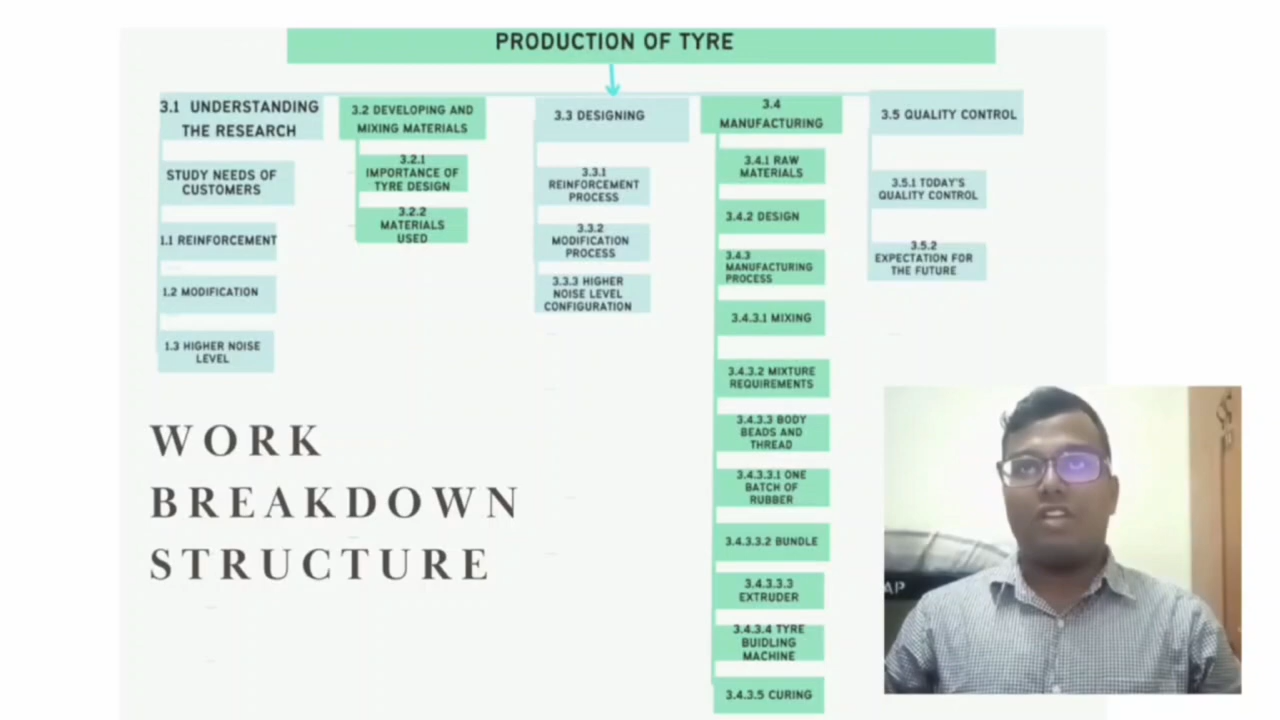 PRODUCTION OF TYRE
3.1 UNDERSTANDING
THE RESEARCH
STUDY NEEDS OF
CUSTOMERS
1.1 REINFORCEMENT
1.2 MODIFICATION
1.3 HIGHER NOISE
LEVEL
3.2 DEVELOPING AND
MIXING MATERIALS
3.2.1
IMPORTANCE OF
TYRE DESIGN
3.2.2
MATERIALS
USED
3.3 DESIGNING
3.3.1
REINFORCEMENT
PROCESS
3.3.2
MODIFICATION
PROCESS
3.3.3 HIGHER
NOISE LEVEL
CONFIGURATION
3.4
MANUFACTURING
3.4.1 RAW
MATERIALS
3.4.2 DESIGN
3.4.3
MANUFACTURING
PROCESS
3.4.3.1 MIXING
3.4.3.2 MIXTURE
REQUIREMENTS
3.4.3.3 BODY
BEADS AND
THREAD
3.4.3.3.1 ONE
BATCH OF
RUBBER
3.4.3.3.2 BUNDLE
3.4.3.3.3
EXTRUDER
3.4.3.4 TYRE
BUIDLING
MACHINE
3.4.3.5 CURING
3.5 QUALITY CONTROL
3.5.1 TODAY'S
QUALITY CONTROL
3.5.2
EXPECTATION FOR
THE FUTURE
WORK
BREAKDOWN
STRUCTURE
AP